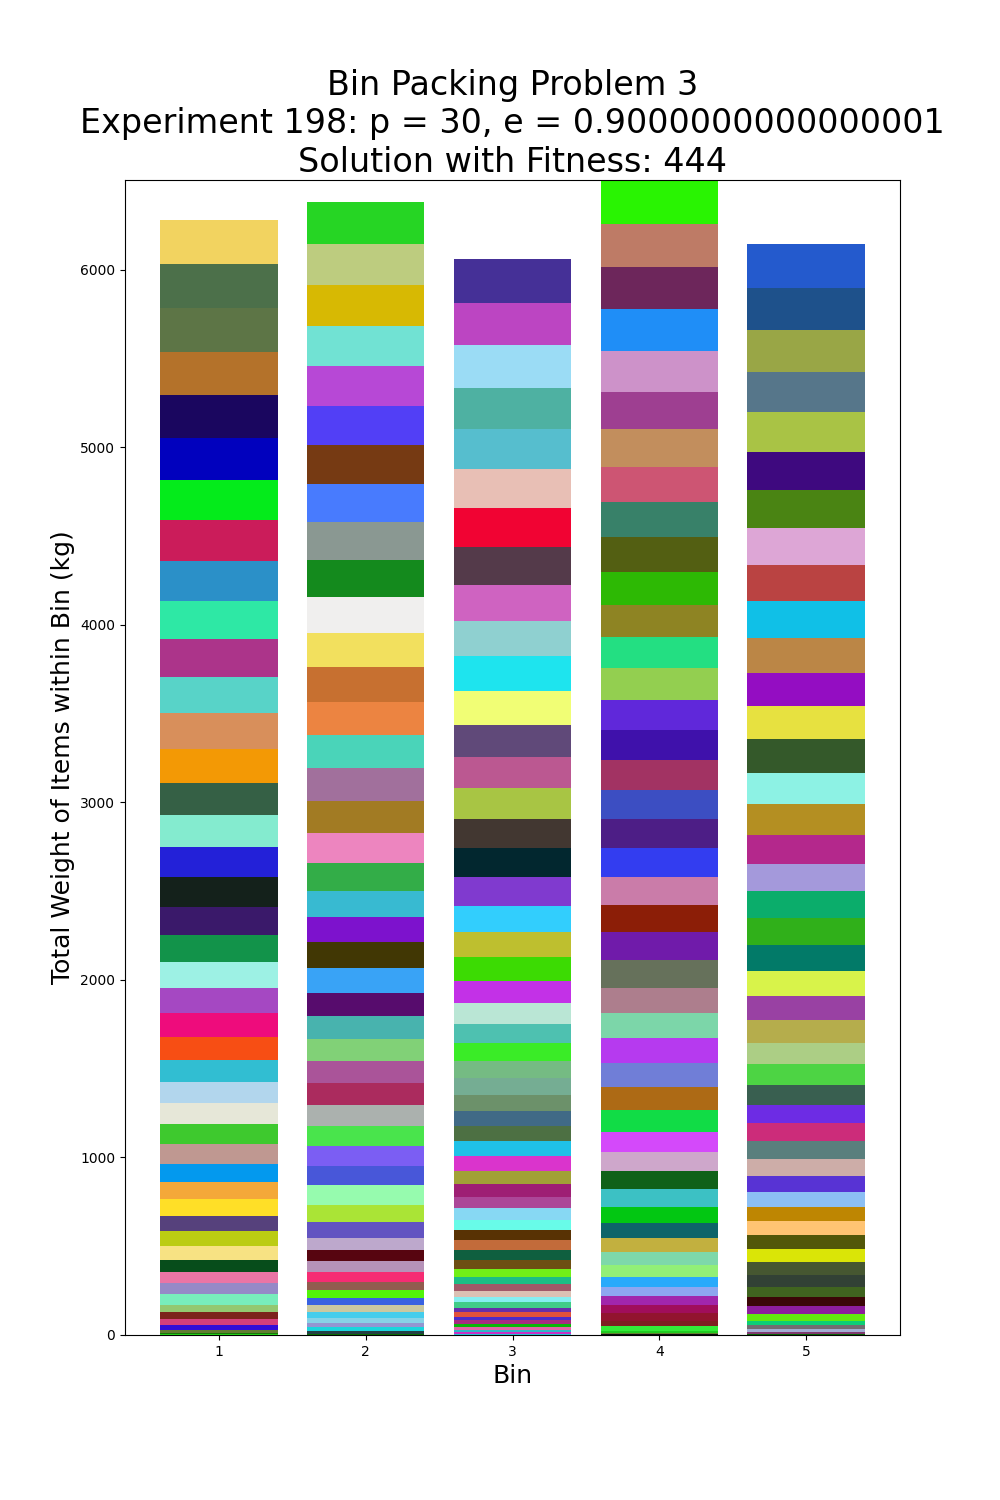 Bin Packing Problem 3
Experiment 198: p = 30, e = 0.9000000000000001
Solution with Fitness: 444
Total Weight of Items within Bin (kg)
6000
5000
4000
3000
2000
1000
0
1 2 3 4 5
Bin